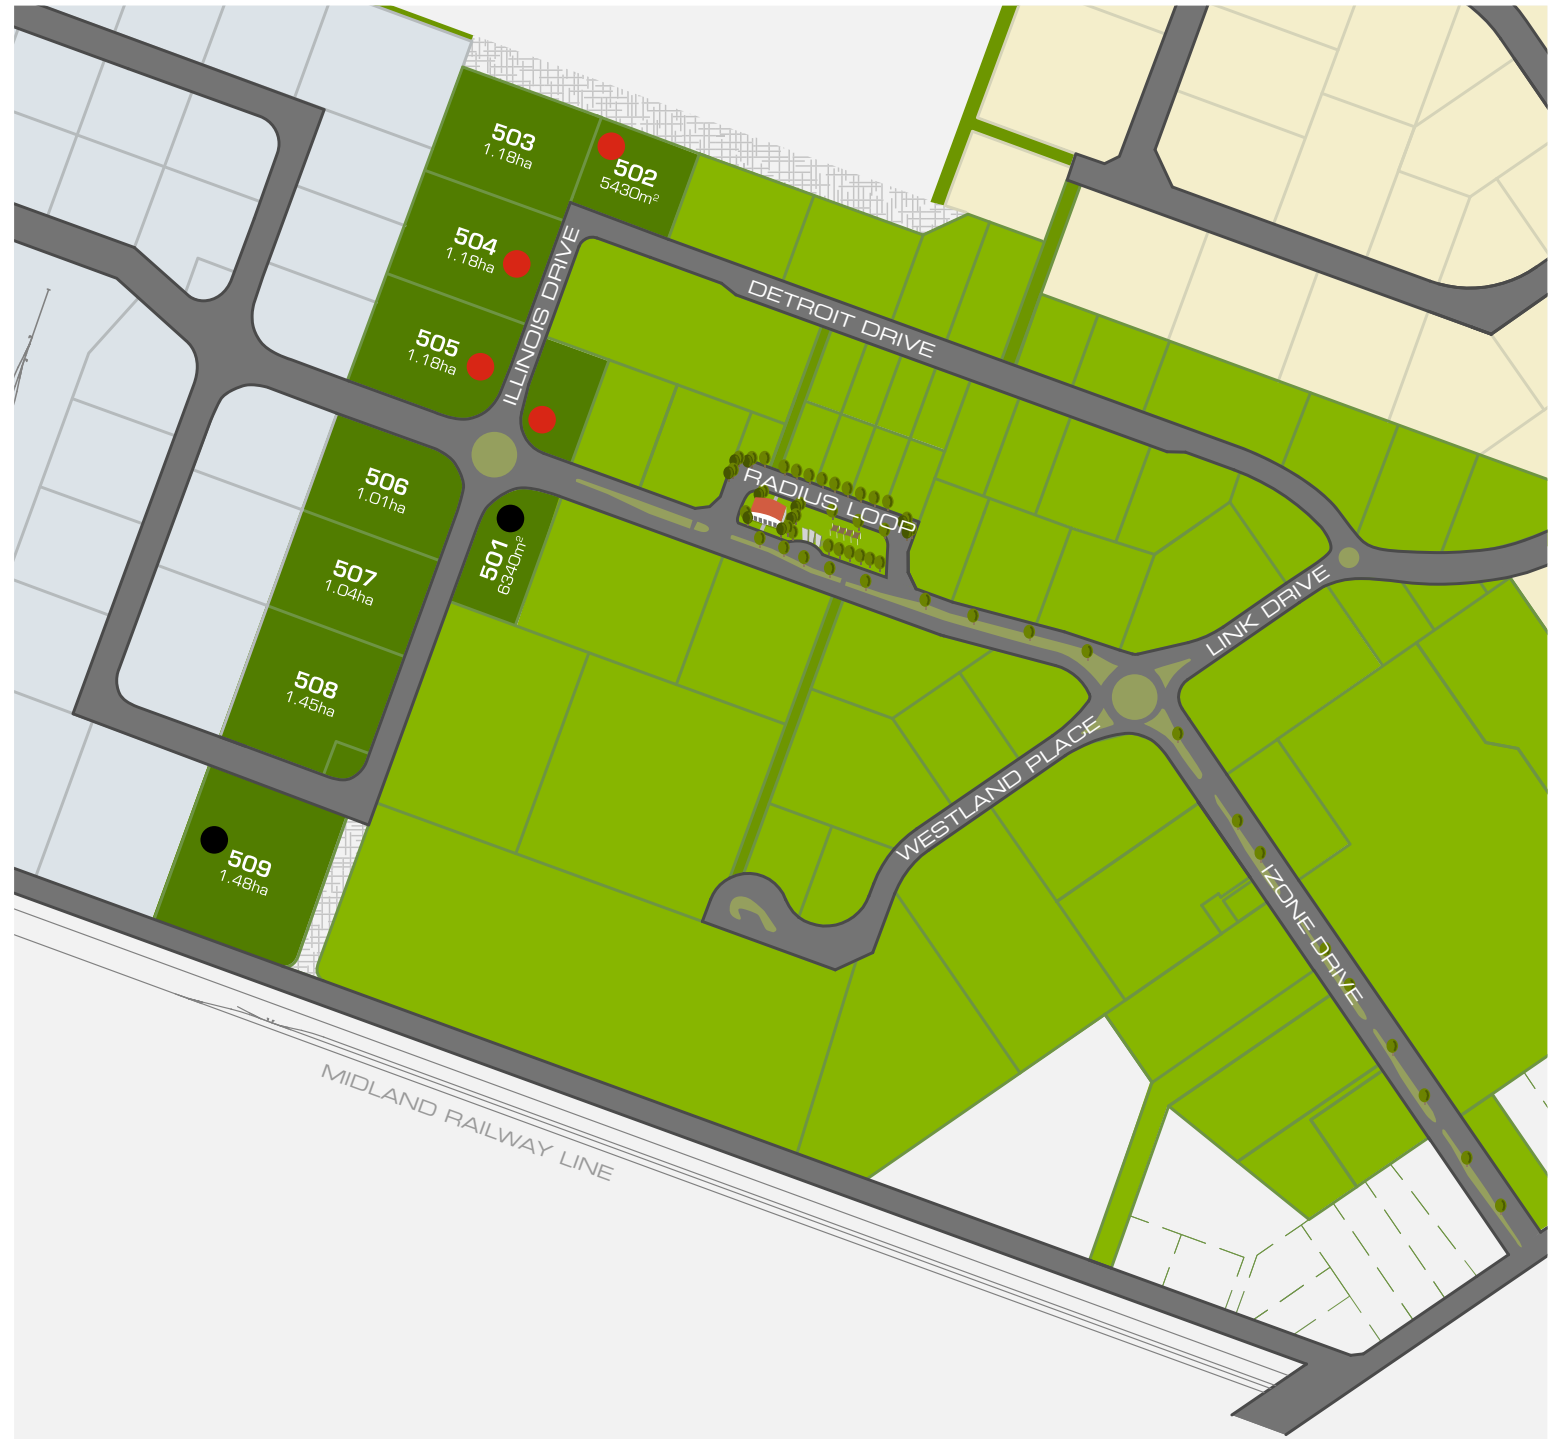 503
1.18ha
502
5430m²
504
1.18ha
ILLINOIS DRIVE
DETROIT DRIVE
505
1.18ha
506
1.01ha
RADIUS LOOP
501
6340m²
507
1.04ha
LINK DRIVE
508
1.45ha
WESTLAND PLACE
509
1.48ha
IZONE DRIVE
MIDLAND RAILWAY LINE